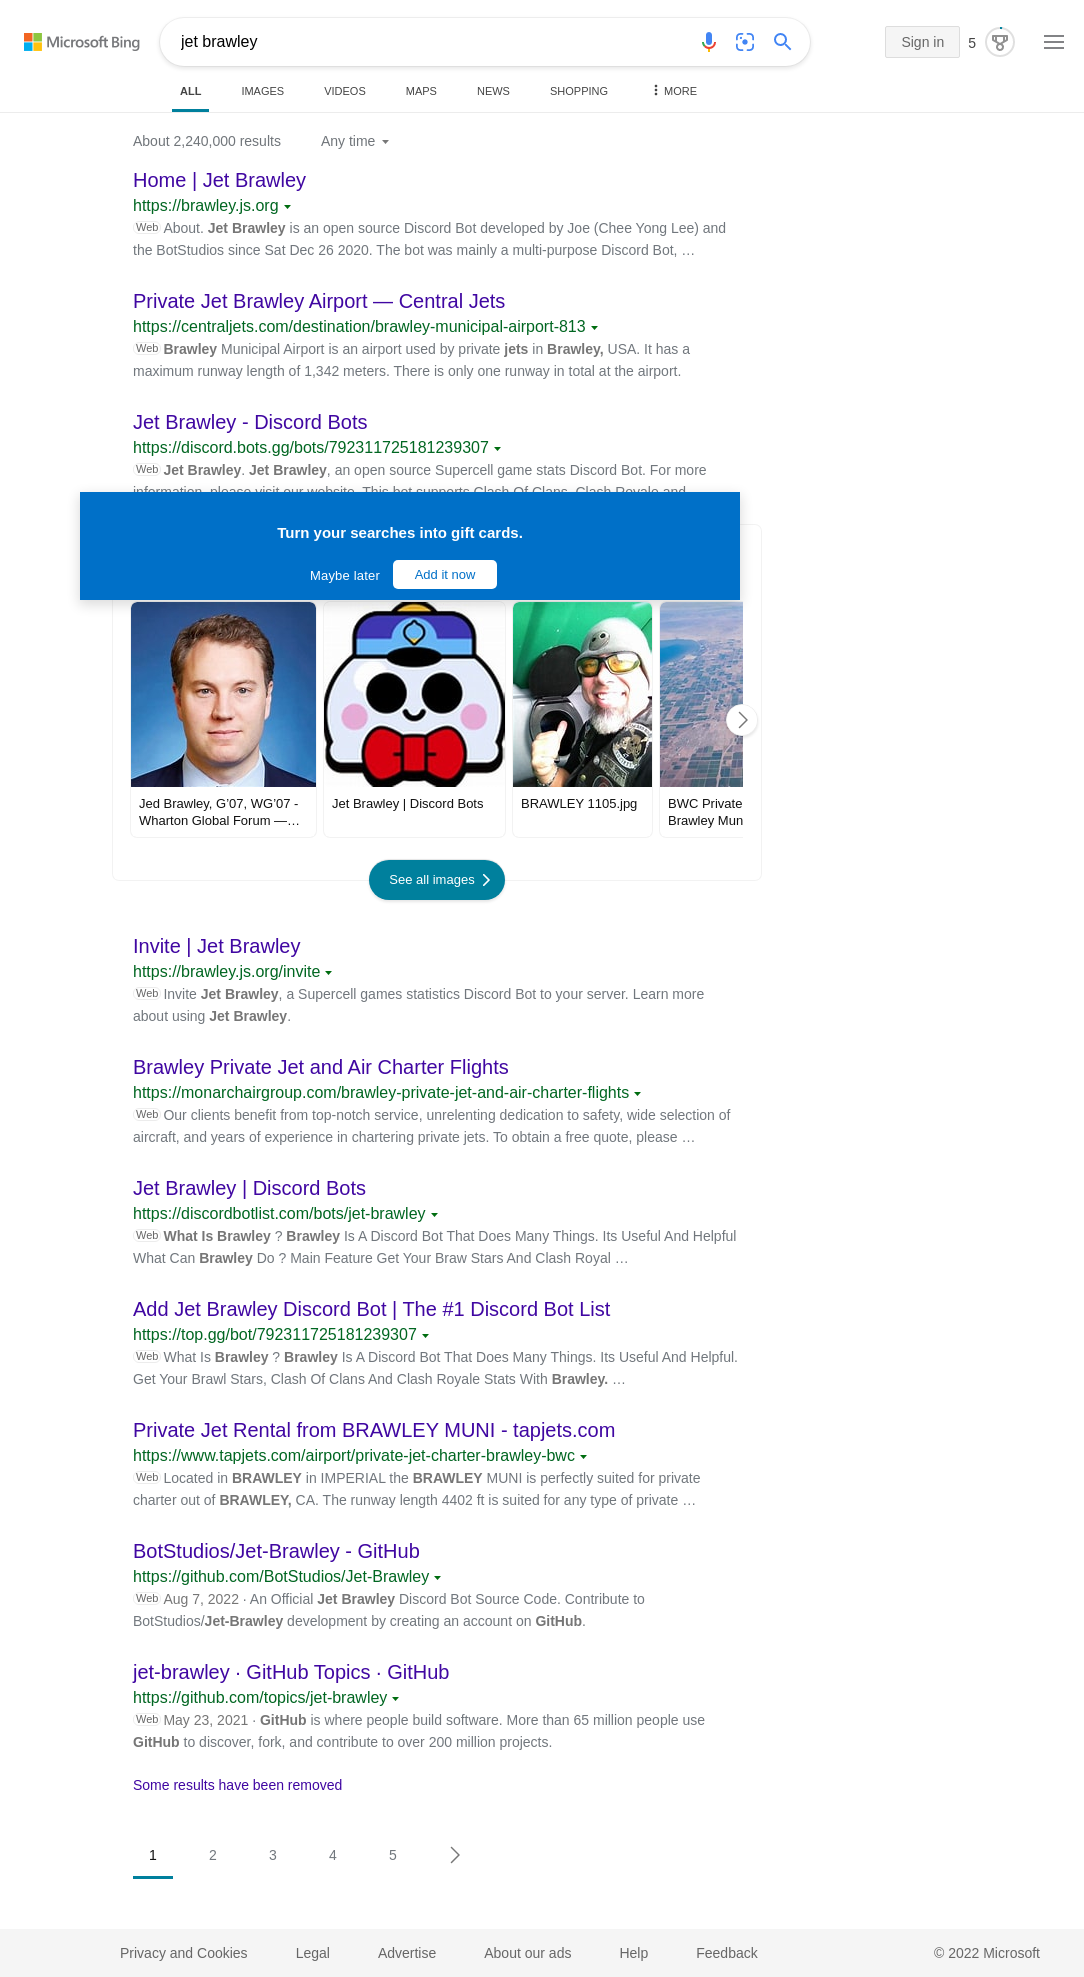 Microsoft Bing
jet brawley
Sign in
5
ALL
IMAGES
VIDEOS
MAPS
NEWS
SHOPPING
MORE
About 2,240,000 results
Any time
Home | Jet Brawley
https://brawley.js.org
Web About. Jet Brawley is an open source Discord Bot developed by Joe (Chee Yong Lee) and
the BotStudios since Sat Dec 26 2020. The bot was mainly a multi-purpose Discord Bot, …
Private Jet Brawley Airport — Central Jets
https://centraljets.com/destination/brawley-municipal-airport-813
Web Brawley Municipal Airport is an airport used by private jets in Brawley, USA. It has a
maximum runway length of 1,342 meters. There is only one runway in total at the airport.
Jet Brawley - Discord Bots
https://discord.bots.gg/bots/792311725181239307
Web Jet Brawley. Jet Brawley, an open source Supercell game stats Discord Bot. For more
information, please visit our website. This bot supports Clash Of Clans, Clash Royale and
Turn your searches into gift cards.
Maybe later
Add it now
Jed Brawley, G’07, WG’07 -
Wharton Global Forum —…
Jet Brawley | Discord Bots
BRAWLEY 1105.jpg
BWC Private
Brawley Mun
See all images
Invite | Jet Brawley
https://brawley.js.org/invite
Web Invite Jet Brawley, a Supercell games statistics Discord Bot to your server. Learn more
about using Jet Brawley.
Brawley Private Jet and Air Charter Flights
https://monarchairgroup.com/brawley-private-jet-and-air-charter-flights
Web Our clients benefit from top-notch service, unrelenting dedication to safety, wide selection of
aircraft, and years of experience in chartering private jets. To obtain a free quote, please …
Jet Brawley | Discord Bots
https://discordbotlist.com/bots/jet-brawley
Web What Is Brawley ? Brawley Is A Discord Bot That Does Many Things. Its Useful And Helpful
What Can Brawley Do ? Main Feature Get Your Braw Stars And Clash Royal …
Add Jet Brawley Discord Bot | The #1 Discord Bot List
https://top.gg/bot/792311725181239307
Web What Is Brawley ? Brawley Is A Discord Bot That Does Many Things. Its Useful And Helpful.
Get Your Brawl Stars, Clash Of Clans And Clash Royale Stats With Brawley. …
Private Jet Rental from BRAWLEY MUNI - tapjets.com
https://www.tapjets.com/airport/private-jet-charter-brawley-bwc
Web Located in BRAWLEY in IMPERIAL the BRAWLEY MUNI is perfectly suited for private
charter out of BRAWLEY, CA. The runway length 4402 ft is suited for any type of private …
BotStudios/Jet-Brawley - GitHub
https://github.com/BotStudios/Jet-Brawley
Web Aug 7, 2022 · An Official Jet Brawley Discord Bot Source Code. Contribute to
BotStudios/Jet-Brawley development by creating an account on GitHub.
jet-brawley · GitHub Topics · GitHub
https://github.com/topics/jet-brawley
Web May 23, 2021 · GitHub is where people build software. More than 65 million people use
GitHub to discover, fork, and contribute to over 200 million projects.
Some results have been removed
1
2
3
4
5
Privacy and Cookies
Legal
Advertise
About our ads
Help
Feedback
© 2022 Microsoft